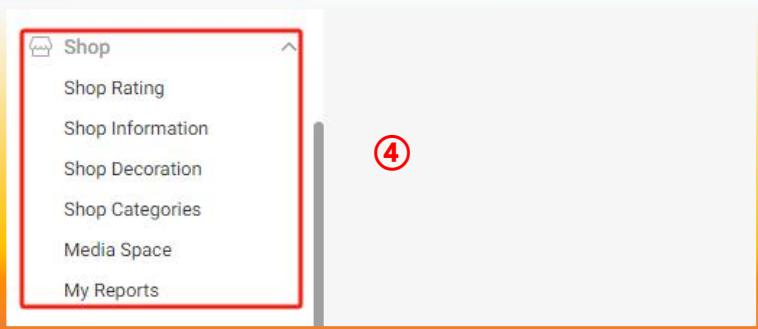 Shop
Shop Rating
Shop Information
④
Shop Decoration
Shop Categories
Media Space
My Reports